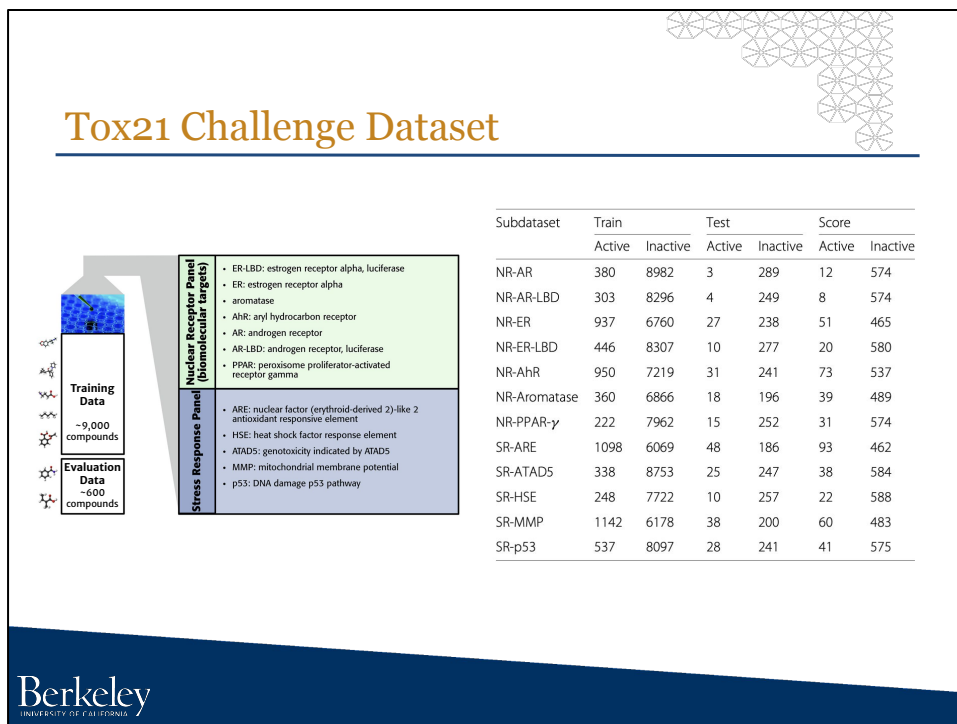 Tox21 Challenge Dataset
Training
Data
~9,000
compounds
Evaluation
Data
~600
compounds
Nuclear Receptor Panel
(biomolecular targets)
• ER-LBD: estrogen receptor alpha, luciferase
• ER: estrogen receptor alpha
• aromatase
• AhR: aryl hydrocarbon receptor
• AR: androgen receptor
• AR-LBD: androgen receptor, luciferase
• PPAR: peroxisome proliferator-activated
receptor gamma
Stress Response Panel
• ARE: nuclear factor (erythroid-derived 2)-like 2
antioxidant responsive element
• HSE: heat shock factor response element
• ATAD5: genotoxicity indicated by ATAD5
• MMP: mitochondrial membrane potential
• p53: DNA damage p53 pathway
Subdataset Train Test Score
Active Inactive Active Inactive Active Inactive
NR-AR 380 8982 3 289 12 574
NR-AR-LBD 303 8296 4 249 8 574
NR-ER 937 6760 27 238 51 465
NR-ER-LBD 446 8307 10 277 20 580
NR-AhR 950 7219 31 241 73 537
NR-Aromatase 360 6866 18 196 39 489
NR-PPAR-γ 222 7962 15 252 31 574
SR-ARE 1098 6069 48 186 93 462
SR-ATAD5 338 8753 25 247 38 584
SR-HSE 248 7722 10 257 22 588
SR-MMP 1142 6178 38 200 60 483
SR-p53 537 8097 28 241 41 575
Berkeley
UNIVERSITY OF CALIFORNIA